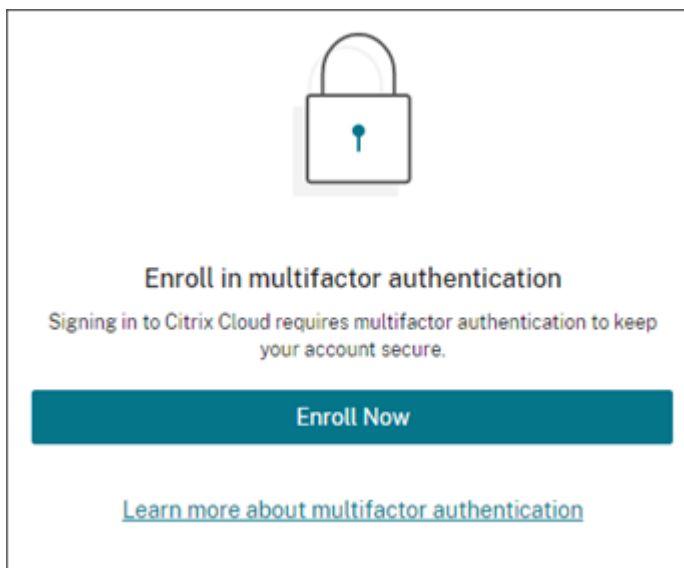 Enroll in multifactor authentication
Signing in to Citrix Cloud requires multifactor authentication to keep
your account secure.
Enroll Now
Learn more about multifactor authentication